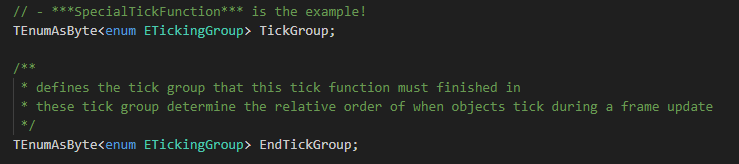 // - ***SpecialTickFunction*** is the example!
TEnumAsByte<enum ETickingGroup> TickGroup;
/**
* defines the tick group that this tick function must finished in
* these tick group determine the relative order of when objects tick during a frame update
*/
TEnumAsByte<enum ETickingGroup> EndTickGroup;